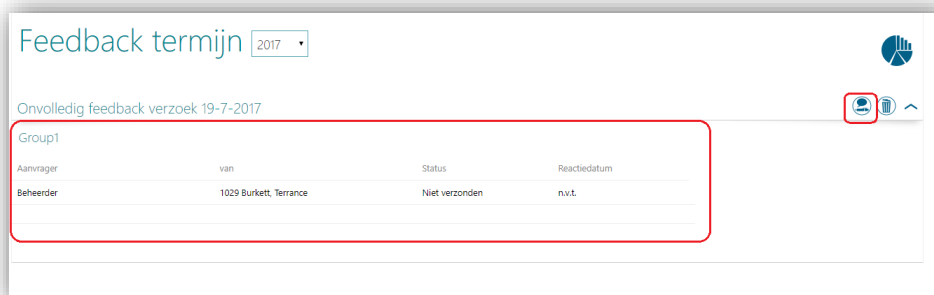 Feedback termijn 2017
Onvolledig feedback verzoek 19-7-2017
Group1
Aanvrager van Status Reactiedatum
Beheerder 1029 Burkett, Terrance Niet verzonden n.v.t.